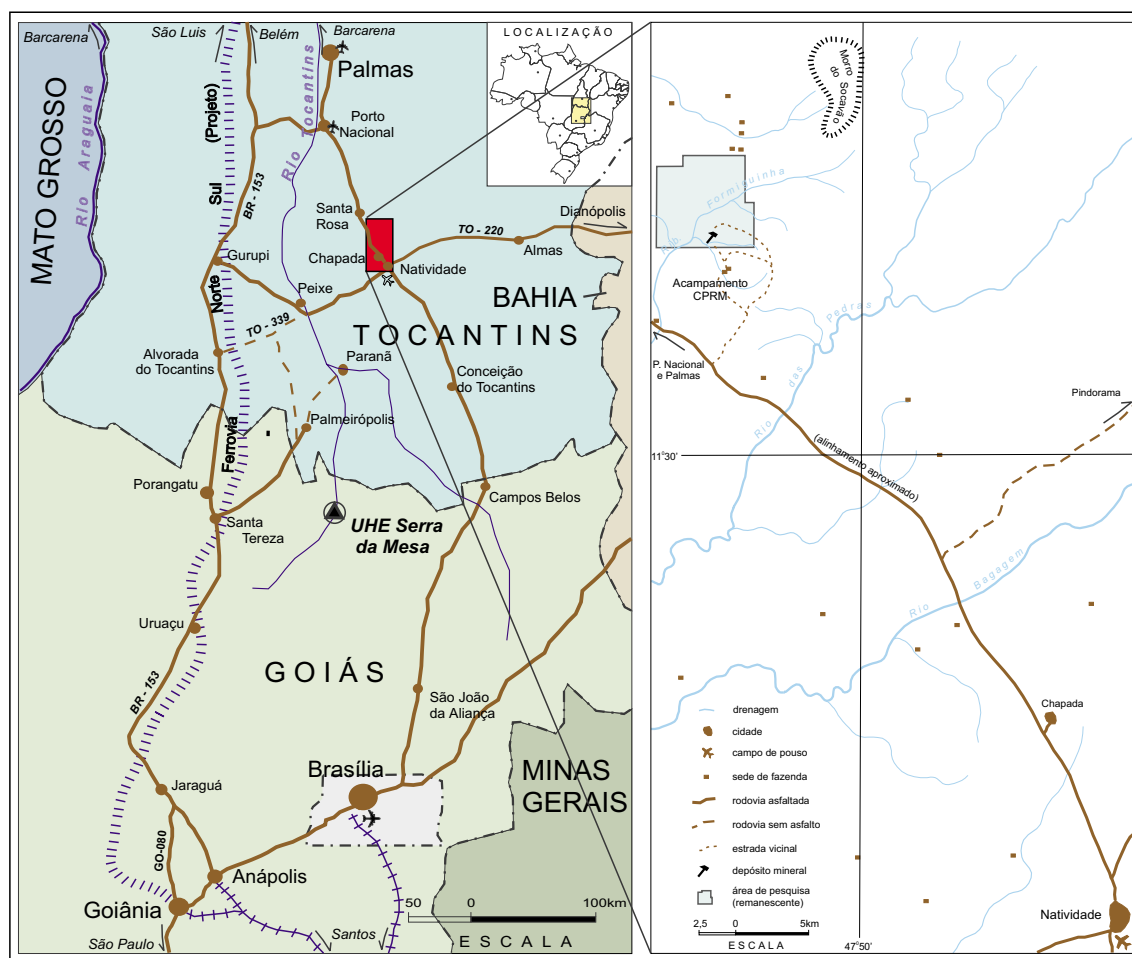 Barcarena
São Luis
Belém
Barcarena
Palmas
Rio Tocantins
Porto
Nacional
MATO GROSSO
Rio Araguaia
Ferrovia Norte Sul (Projeto)
BR - 153
Santa
Rosa
Chapada
Natividade
TO - 220
Almas
Dianópolis
Gurupi
Peixe
BAHIA
TOCANTINS
TO - 339
Alvorada
do Tocantins
Paranã
Conceição
do Tocantins
Palmeirópolis
Porangatu
Campos Belos
Santa
Tereza
UHE Serra
da Mesa
Uruaçu
GOIÁS
BR - 153
São João
da Aliança
Brasília
MINAS
GERAIS
Jaraguá
GO-080
Anápolis
Goiânia
São Paulo
Santos
50 0 100km
ESCALA
LOCALIZAÇÃO
Morro
do Socavão
Rio Formiguinha
Acampamento
CPRM
P. Nacional
e Palmas
Rio das Pedras
Pindorama
11º30'
(alinhamento aproximado)
Rio Bagagem
Chapada
Natividade
drenagem
cidade
campo de pouso
sede de fazenda
rodovia asfaltada
rodovia sem asfalto
estrada vicinal
depósito mineral
área de pesquisa
(remanescente)
2,5 0 5km
ESCALA
47º50'